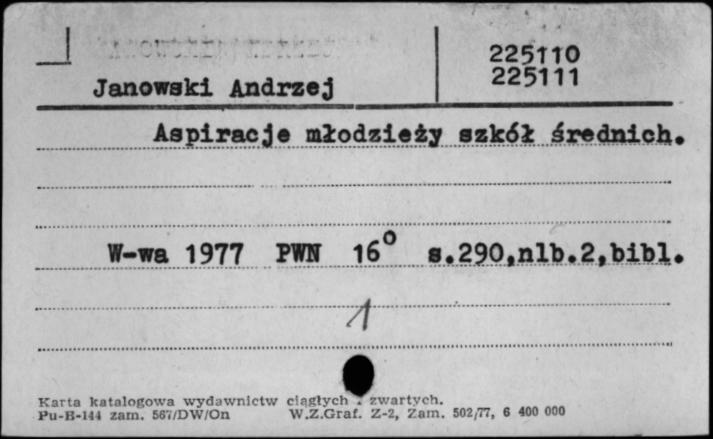 225110
225111
Janowski Andrzej
Aspiracje młodzieży szkół średnich.
W-wa 1977 PWN 16° s.290,nlb.2,bibl.
1
Karta katalogowa wydawnictw ciągłych i zwartych.
Pu-B-144 zam. 567/DW/On W.Z.Graf. Z-2, Zam. 502/77, 6 400 000